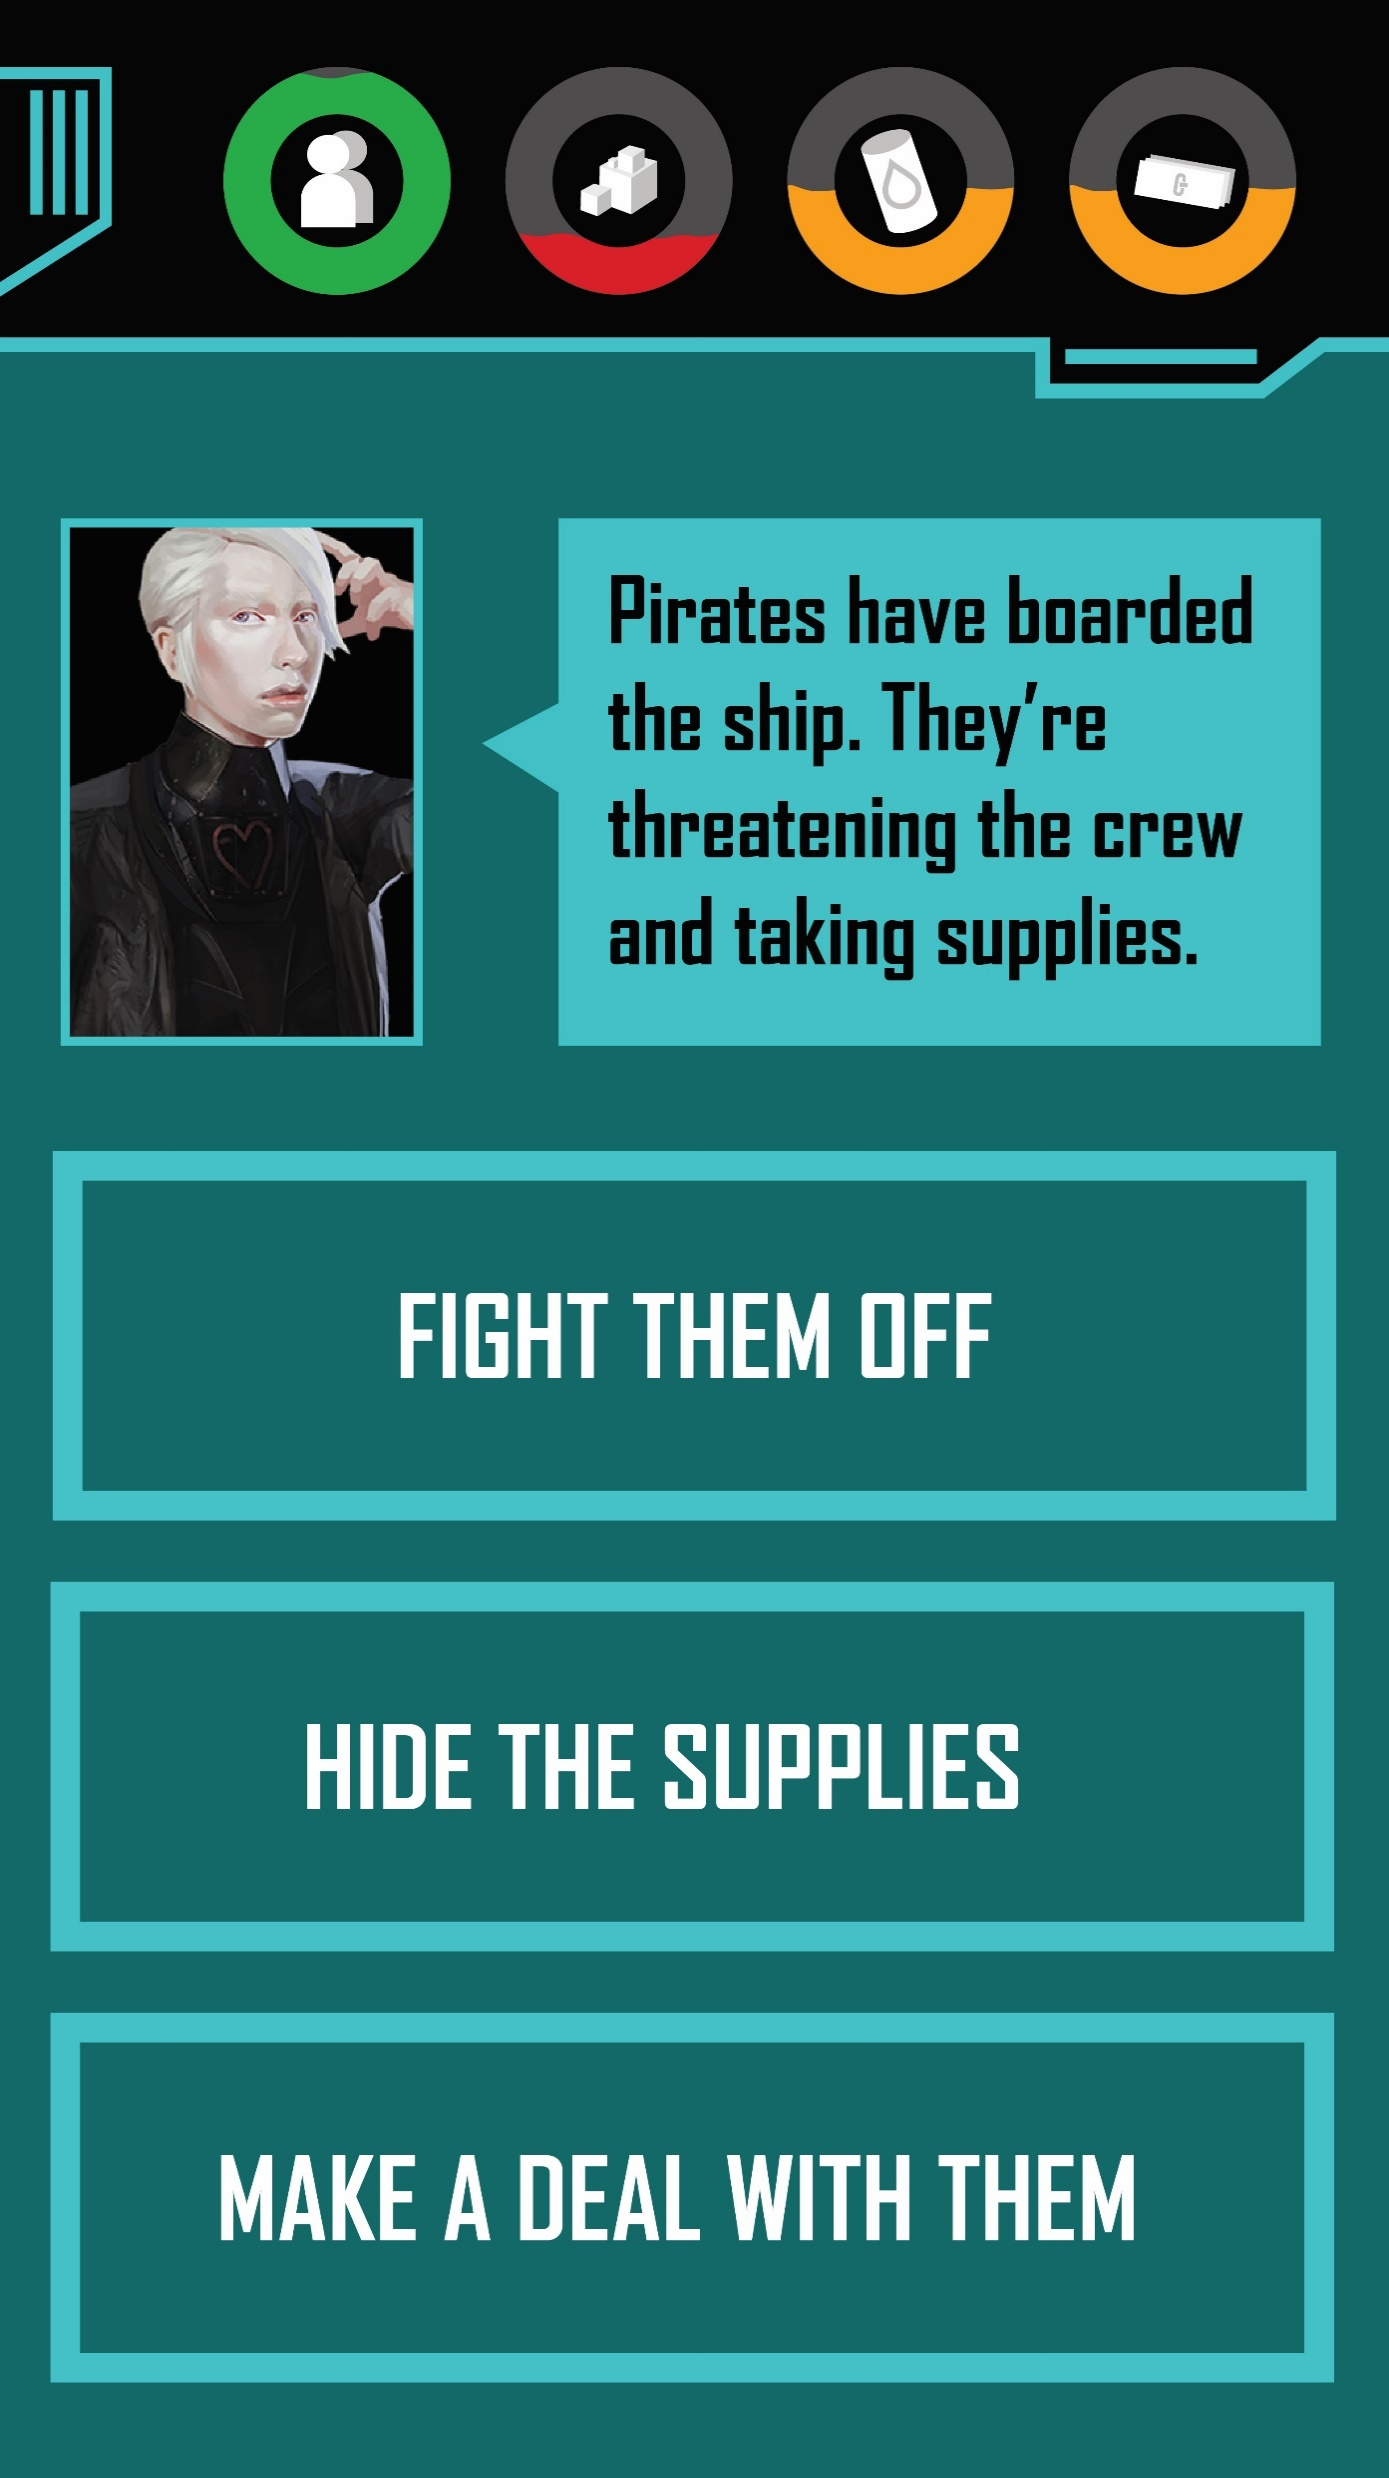 Pirates have boarded
the ship. They’re
threatening the crew
and taking supplies.
FIGHT THEM OFF
HIDE THE SUPPLIES
MAKE A DEAL WITH THEM